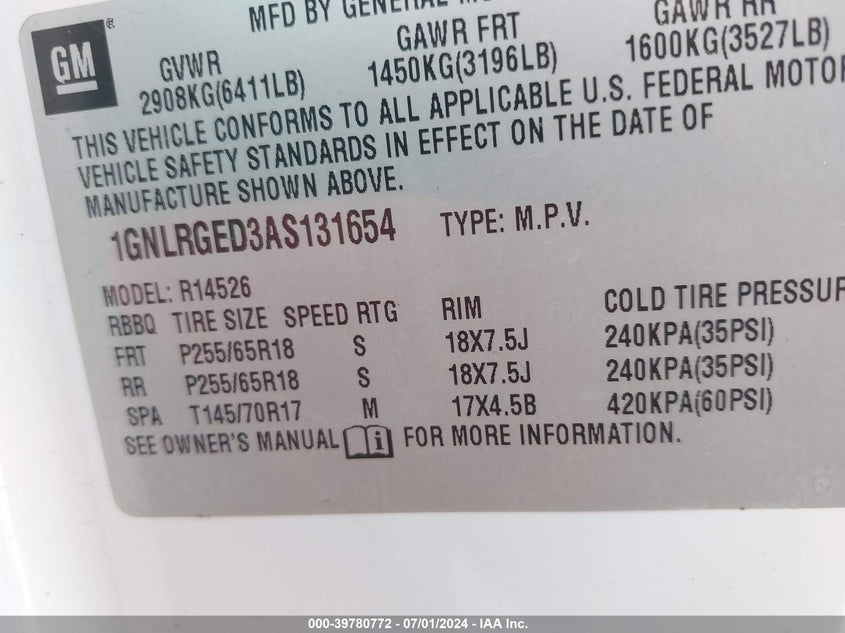 MFD BY GENERAL
GM®
GVWR GAWR FRT GAWR RR
2908KG(6411LB) 1450KG(3196LB) 1600KG(3527LB)
THIS VEHICLE CONFORMS TO ALL APPLICABLE U.S. FEDERAL MOTOR
VEHICLE SAFETY STANDARDS IN EFFECT ON THE DATE OF
MANUFACTURE SHOWN ABOVE.
1GNLRGED3AS131654 TYPE: M.P.V.
MODEL: R14526
RBBQ TIRE SIZE SPEED RTG RIM COLD TIRE PRESSUR
FRT P255/65R18 S 18X7.5J 240KPA(35PSI)
RR P255/65R18 S 18X7.5J 240KPA(35PSI)
SPA T145/70R17 M 17X4.5B 420KPA(60PSI)
SEE OWNER'S MANUAL FOR MORE INFORMATION.
000-39780772 - 07/01/2024 - IAA Inc.